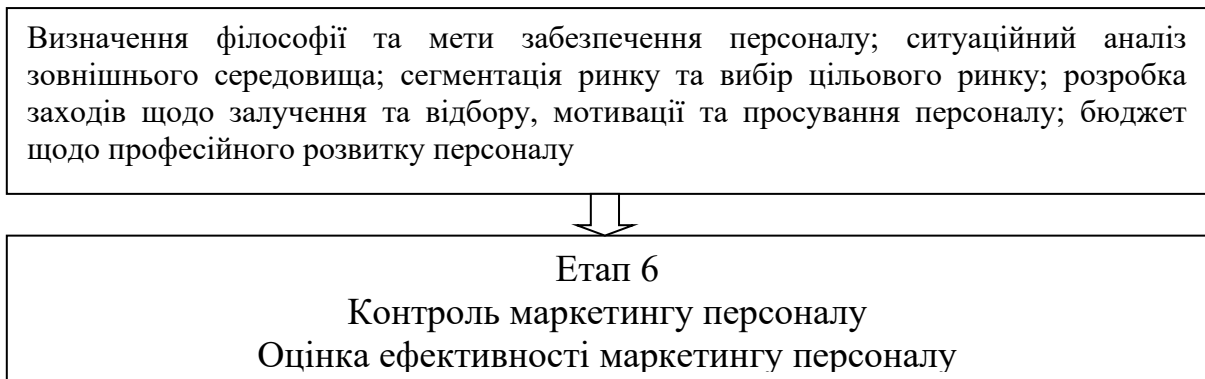 Визначення філософії та мети забезпечення персоналу; ситуаційний аналіз
зовнішнього середовища; сегментація ринку та вибір цільового ринку; розробка
заходів щодо залучення та відбору, мотивації та просування персоналу; бюджет
щодо професійного розвитку персоналу
Етап 6
Контроль маркетингу персоналу
Оцінка ефективності маркетингу персоналу